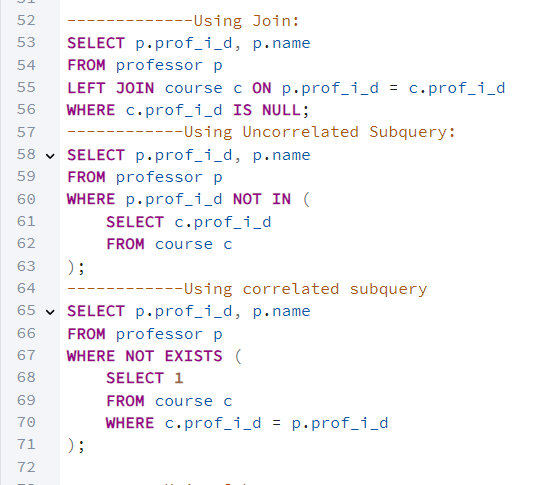 52 -------------Using Join:
53 SELECT p.prof_i_d, p.name
54 FROM professor p
55 LEFT JOIN course c ON p.prof_i_d = c.prof_i_d
56 WHERE c.prof_i_d IS NULL;
57 ------------Using Uncorrelated Subquery:
58 SELECT p.prof_i_d, p.name
59 FROM professor p
60 WHERE p.prof_i_d NOT IN (
61     SELECT c.prof_i_d
62     FROM course c
63 );
64 ------------Using correlated subquery
65 SELECT p.prof_i_d, p.name
66 FROM professor p
67 WHERE NOT EXISTS (
68     SELECT 1
69     FROM course c
70     WHERE c.prof_i_d = p.prof_i_d
71 );
72